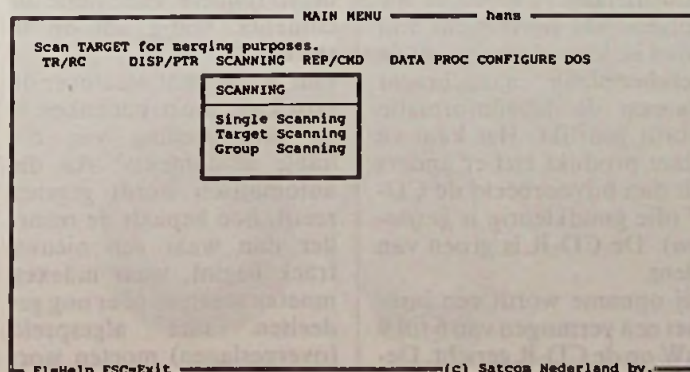 MAIN MENU hans
Scan TARGET for merging purposes.
TR/RC DISP/PTR SCANNING REP/CMD DATA PROC CONFIGURE DOS
SCANNING
Single Scanning
Target Scanning
Group Scanning
F1=Help ESC=Exit (c) Satcom Nederland bv.